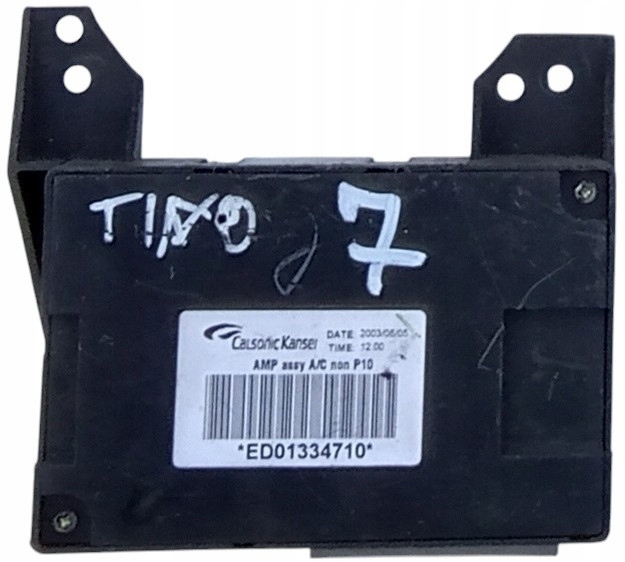 TINO 7
Calsonic Kansei DATE: 2003/06/05
TIME: 12.00
AMP assy A/C non P10
*ED01334710*